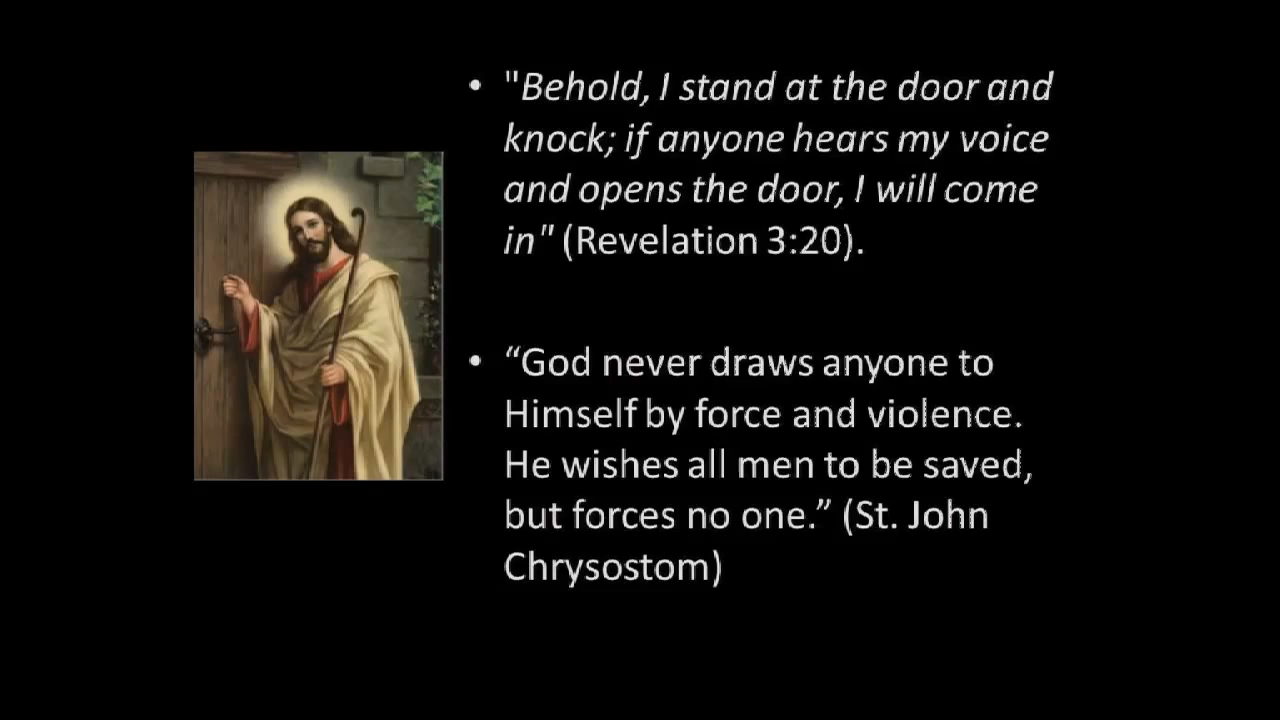 • "Behold, I stand at the door and
knock; if anyone hears my voice
and opens the door, I will come
in" (Revelation 3:20).
• “God never draws anyone to
Himself by force and violence.
He wishes all men to be saved,
but forces no one.” (St. John
Chrysostom)